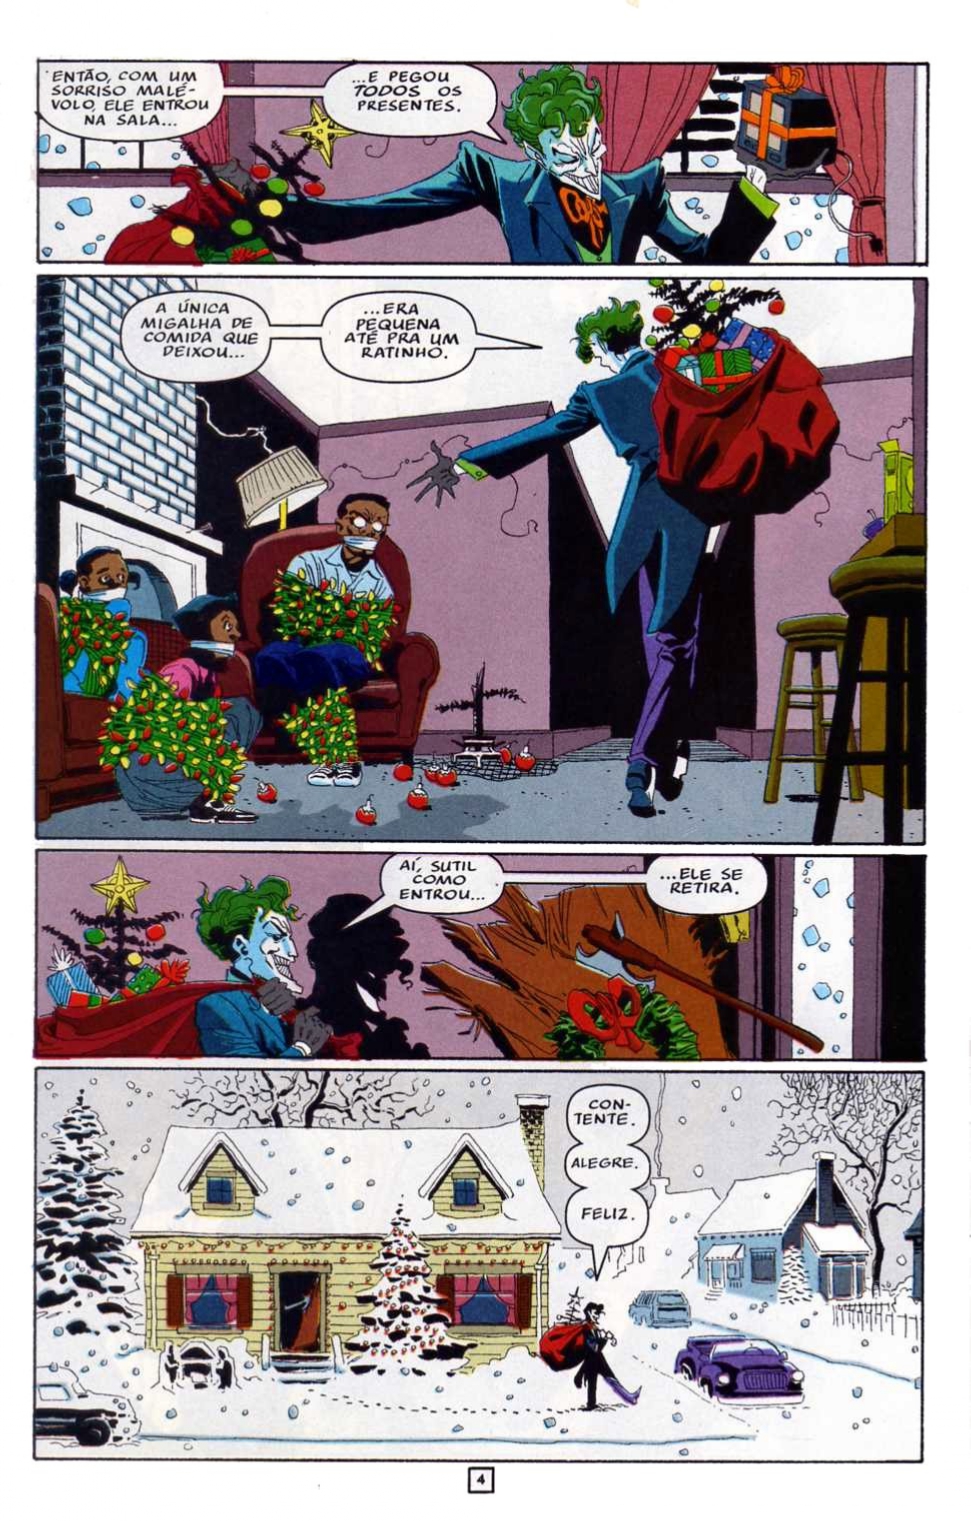 ENTÃO, COM UM
SORRISO MALÉ-
VOLO, ELE ENTROU
NA SALA...
...E PEGOU
TODOS OS
PRESENTES.
A ÚNICA
MIGALHA DE
COMIDA QUE
DEIXOU...
...ERA
PEQUENA
ATÉ PRA UM
RATINHO.
AÍ, SUTIL
COMO
ENTROU...
...ELE SE
RETIRA.
CON-
TENTE.
ALEGRE.
FELIZ.
4